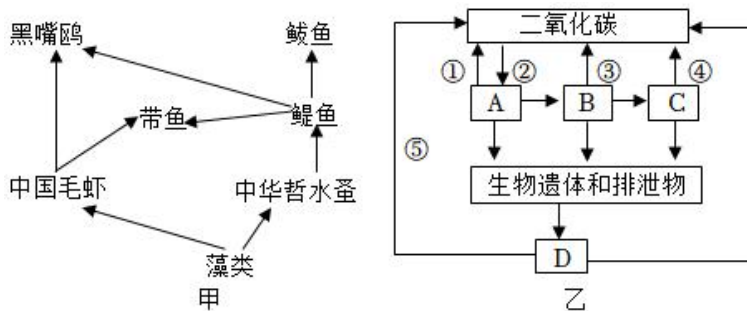 黑嘴鸥
鲅鱼
带鱼
鳀鱼
中国毛虾
中华哲水蚤
藻类
甲
二氧化碳
① ② ③ ④
A B C
⑤
生物遗体和排泄物
D
乙